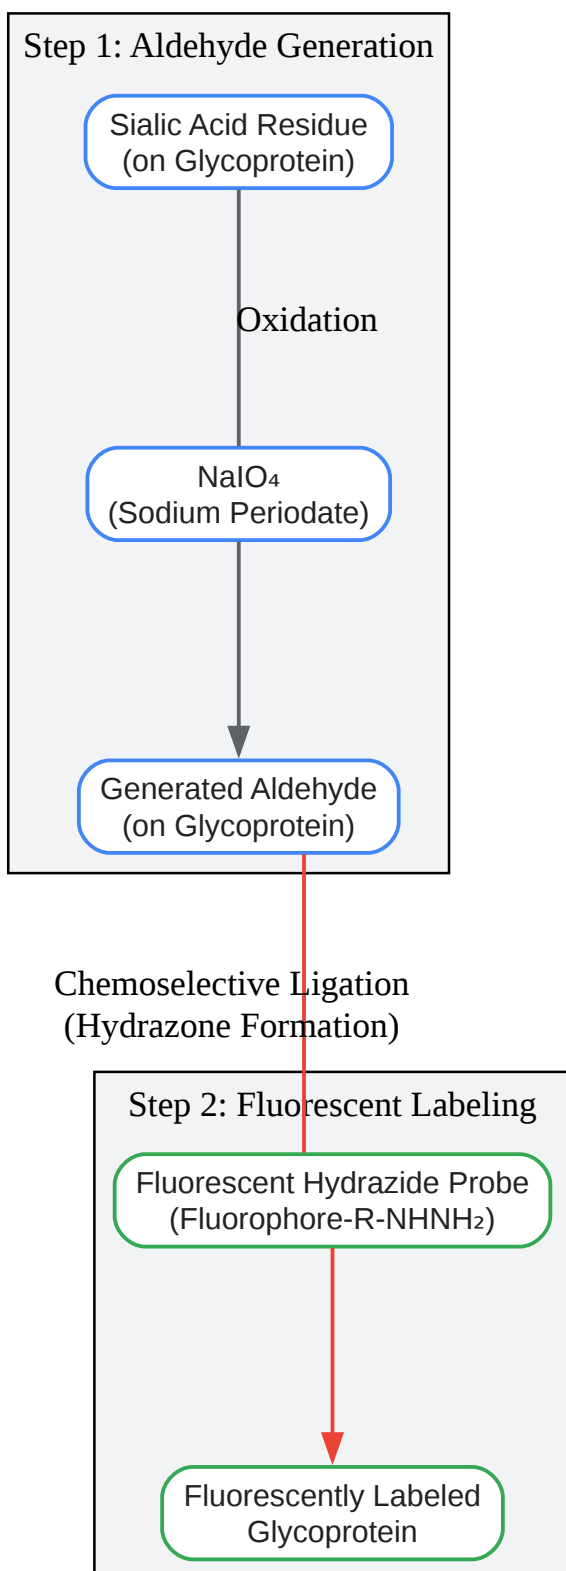 Step 1: Aldehyde Generation
Sialic Acid Residue
(on Glycoprotein)
Oxidation
NaIO₄
(Sodium Periodate)
Generated Aldehyde
(on Glycoprotein)
Chemoselective Ligation
(Hydrazone Formation)
Step 2: Fluorescent Labeling
Fluorescent Hydrazide Probe
(Fluorophore-R-NHNH₂)
Fluorescently Labeled
Glycoprotein